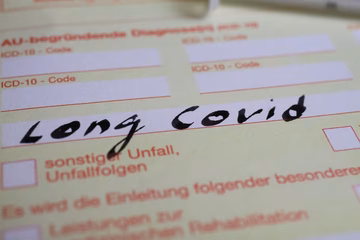 AU-begründende Diagnose(n)
ICD-10 - Code
ICD-10 - Code
ICD-10 - Code
ICD-10 - Code
Long Covid
sonstiger Unfall,
Unfallfolgen
Es wird die Einleitung folgender besonderer
Leistungen zur
Rehabilitation